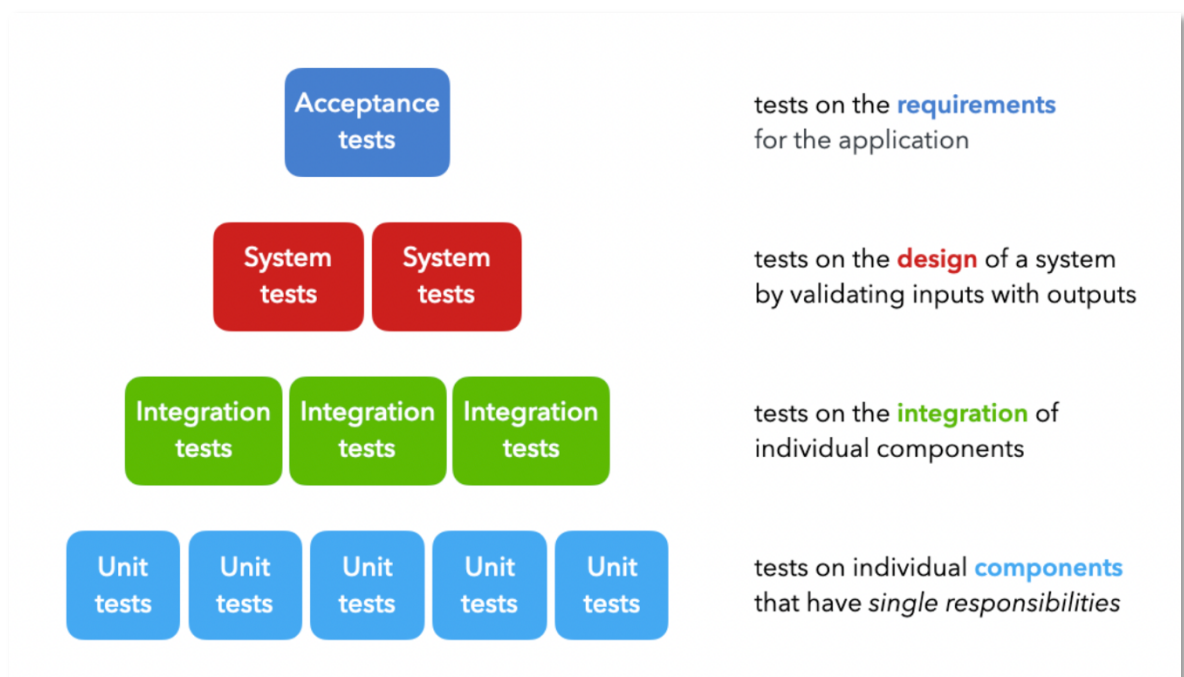 Acceptance
tests
tests on the requirements
for the application
System
tests
System
tests
tests on the design of a system
by validating inputs with outputs
Integration
tests
Integration
tests
Integration
tests
tests on the integration of
individual components
Unit
tests
Unit
tests
Unit
tests
Unit
tests
Unit
tests
tests on individual components
that have single responsibilities